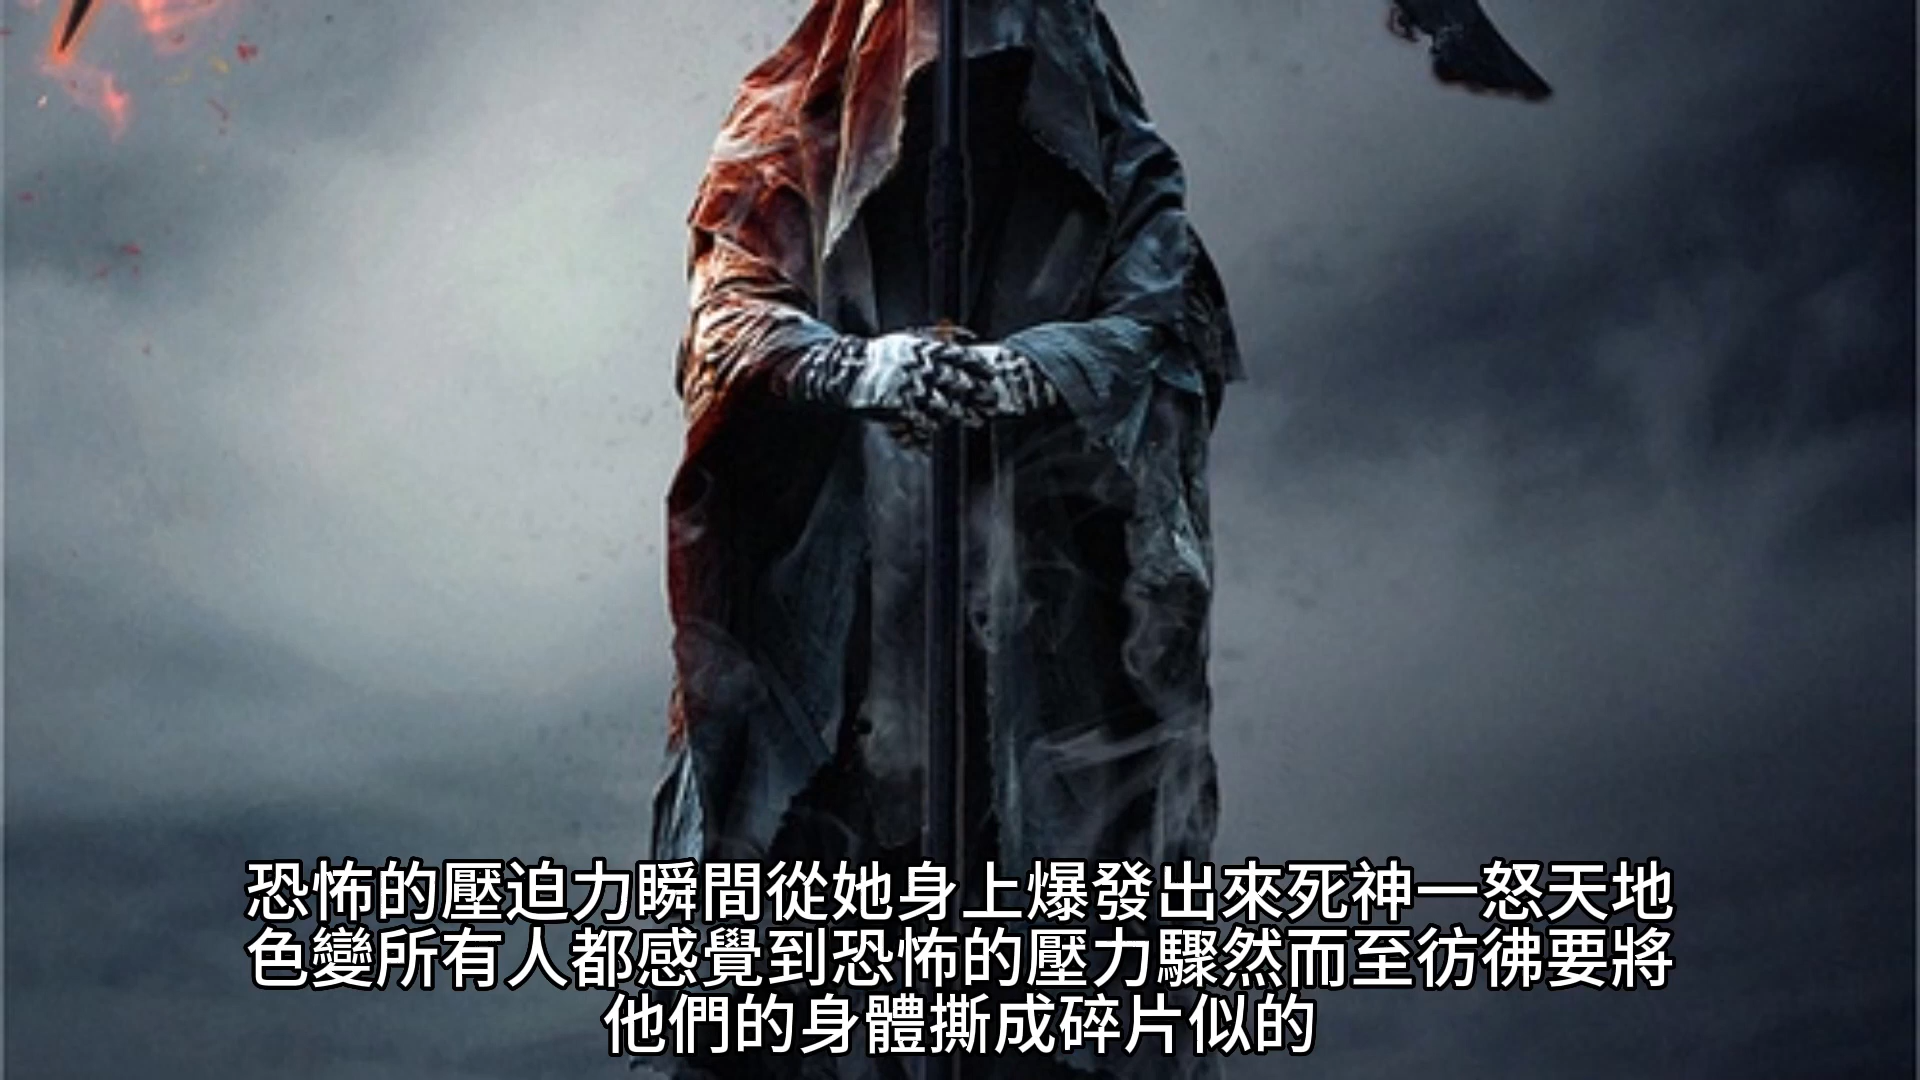 恐怖的壓迫力瞬間從她身上爆發出來死神一怒天地
色變所有人都感覺到恐怖的壓力驟然而至彷彿要將
他們的身體撕成碎片似的